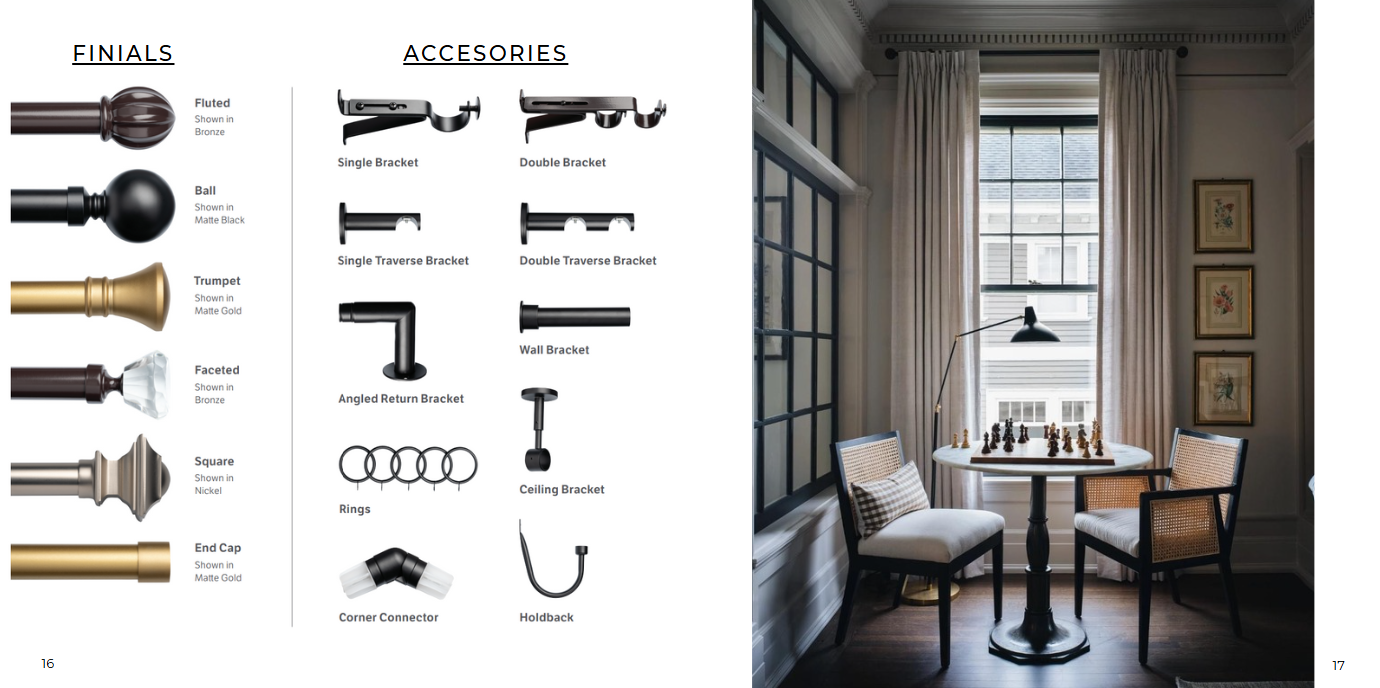 FINIALS
Fluted
Shown in
Bronze
Ball
Shown in
Matte Black
Trumpet
Shown in
Matte Gold
Faceted
Shown in
Bronze
Square
Shown in
Nickel
End Cap
Shown in
Matte Gold
ACCESORIES
Single Bracket
Double Bracket
Single Traverse Bracket
Double Traverse Bracket
Angled Return Bracket
Wall Bracket
Ceiling Bracket
Rings
Corner Connector
Holdback
16
17